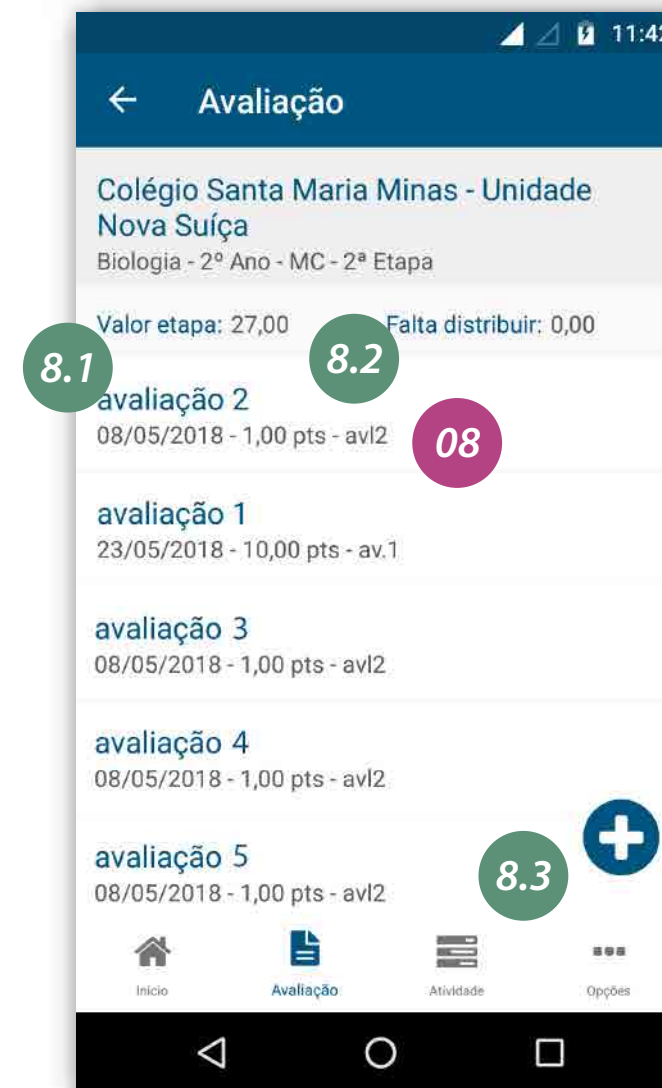 11:42
Avaliação
Colégio Santa Maria Minas - Unidade
Nova Suíça
Biologia - 2º Ano - MC - 2ª Etapa
Valor etapa: 27,00 Falta distribuir: 0,00
8.1
8.2
avaliação 2
08/05/2018 - 1,00 pts - avl2
08
avaliação 1
23/05/2018 - 10,00 pts - av.1
avaliação 3
08/05/2018 - 1,00 pts - avl2
avaliação 4
08/05/2018 - 1,00 pts - avl2
avaliação 5
08/05/2018 - 1,00 pts - avl2
8.3
Inicio Avaliação Atividade Opções